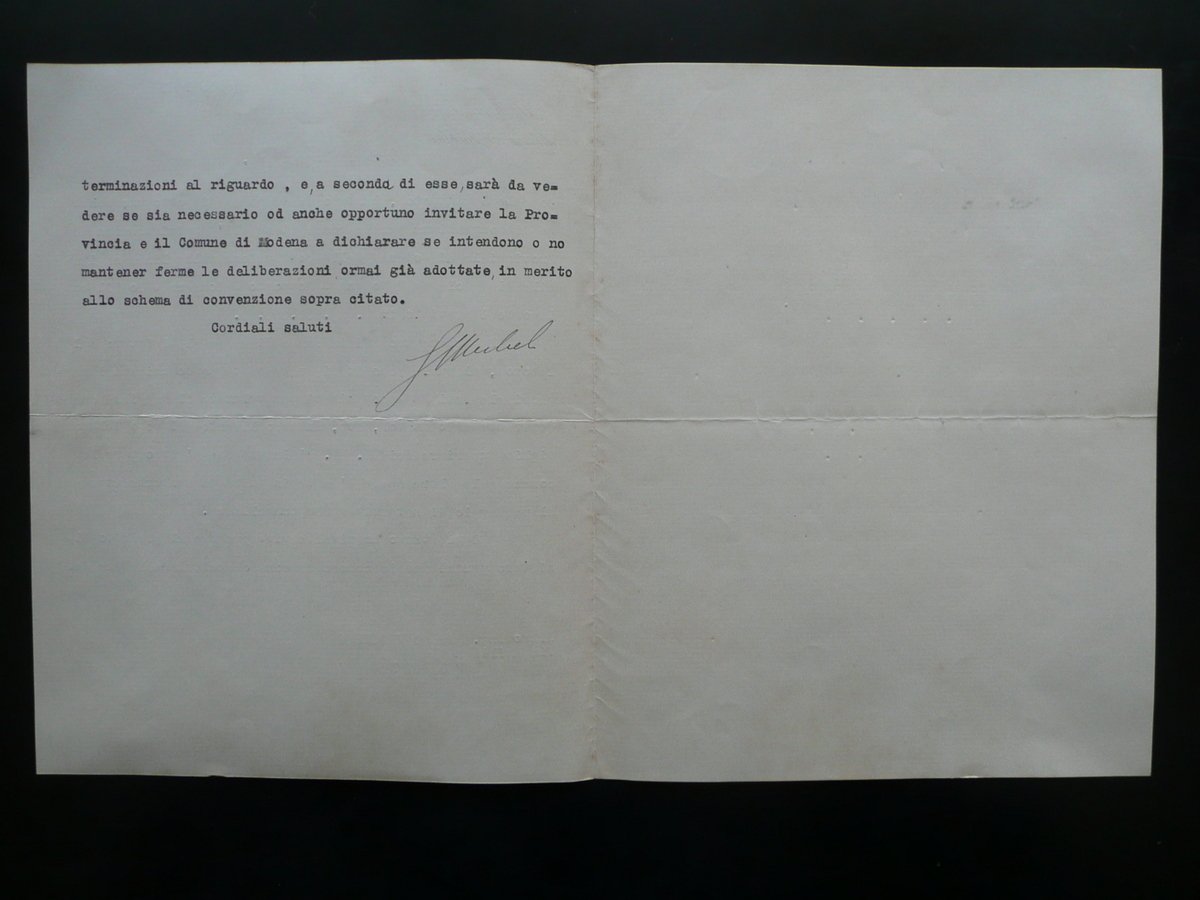 terminazioni al riguardo , e,a seconda di esse,sarà da ve=
dere se sia necessario od anche opportuno invitare la Pro=
vincia e il Comune di Modena a dichiarare se intendono o no
mantener ferme le deliberazioni ormai già adottate,in merito
allo schema di convenzione sopra citato.
Cordiali saluti